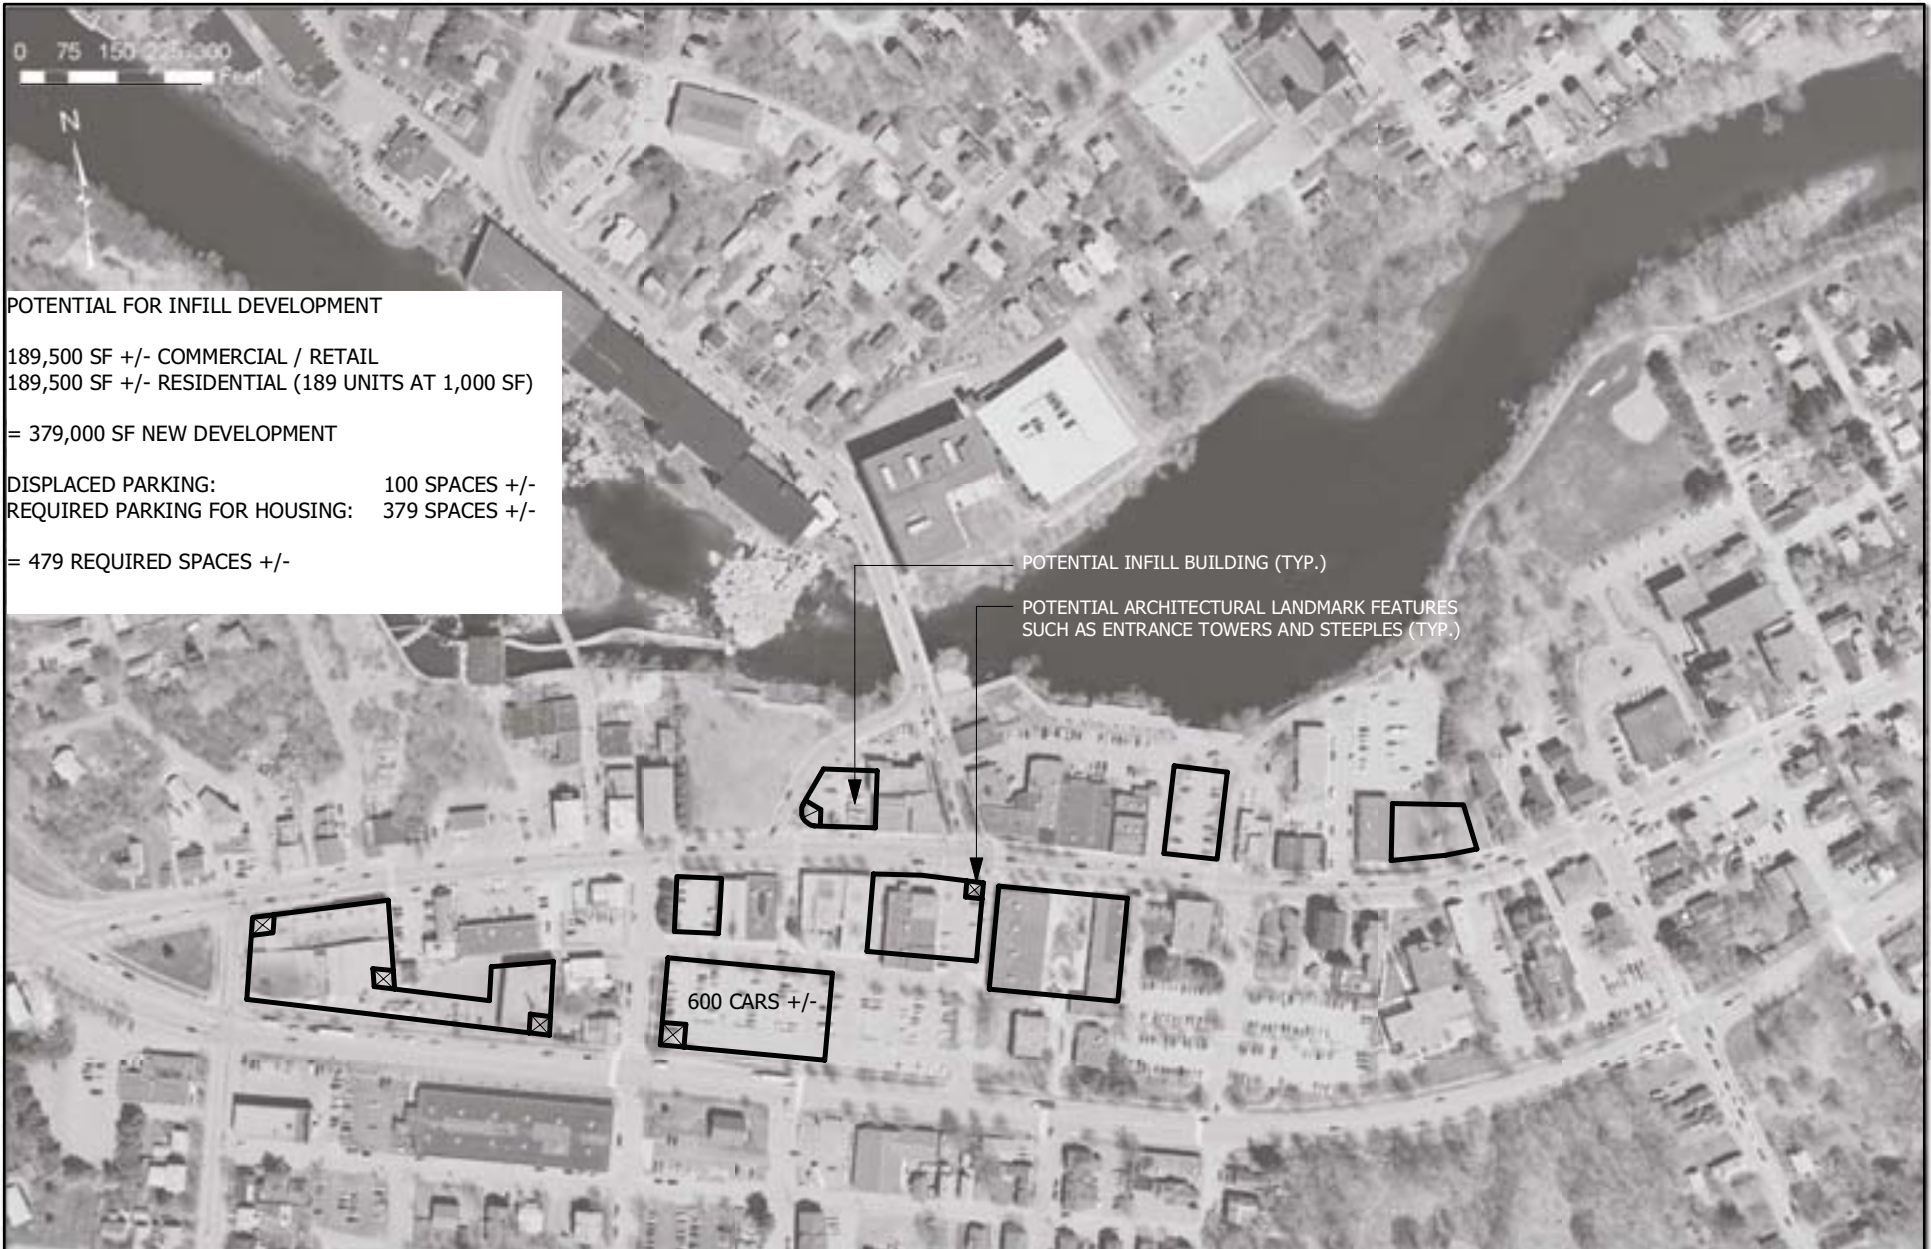 0 75 150 225 300
Feet
N
POTENTIAL FOR INFILL DEVELOPMENT
189,500 SF +/- COMMERCIAL / RETAIL
189,500 SF +/- RESIDENTIAL (189 UNITS AT 1,000 SF)
= 379,000 SF NEW DEVELOPMENT
DISPLACED PARKING: 100 SPACES +/-
REQUIRED PARKING FOR HOUSING: 379 SPACES +/-
= 479 REQUIRED SPACES +/-
POTENTIAL INFILL BUILDING (TYP.)
POTENTIAL ARCHITECTURAL LANDMARK FEATURES
SUCH AS ENTRANCE TOWERS AND STEEPLES (TYP.)
600 CARS +/-